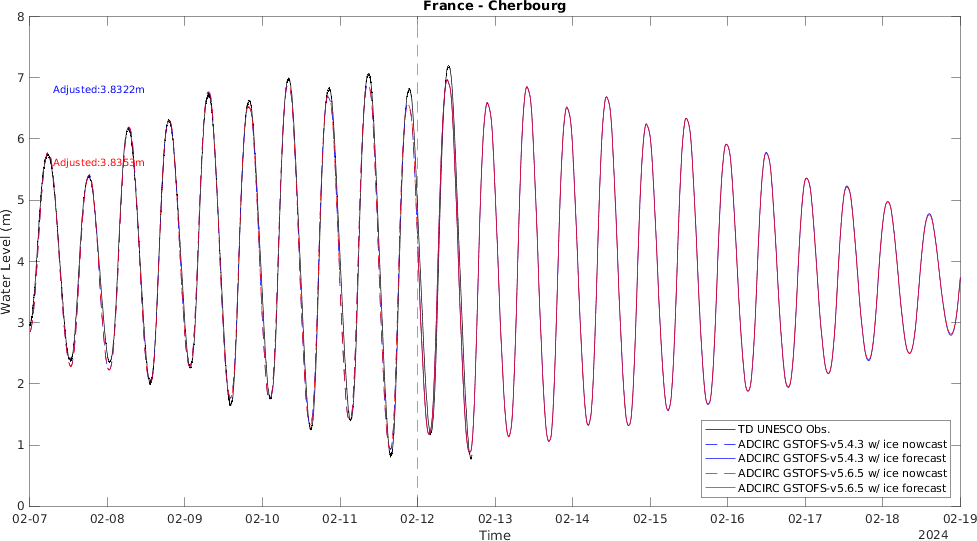 France - Cherbourg
8
7
6
5
4
3
2
1
0
Water Level (m)
Adjusted:3.8322m
Adjusted:3.8353m
TD UNESCO Obs.
ADCIRC GSTOFS-v5.4.3 w/ ice nowcast
ADCIRC GSTOFS-v5.4.3 w/ ice forecast
ADCIRC GSTOFS-v5.6.5 w/ ice nowcast
ADCIRC GSTOFS-v5.6.5 w/ ice forecast
02-07 02-08 02-09 02-10 02-11 02-12 02-13 02-14 02-15 02-16 02-17 02-18 02-19
Time
2024